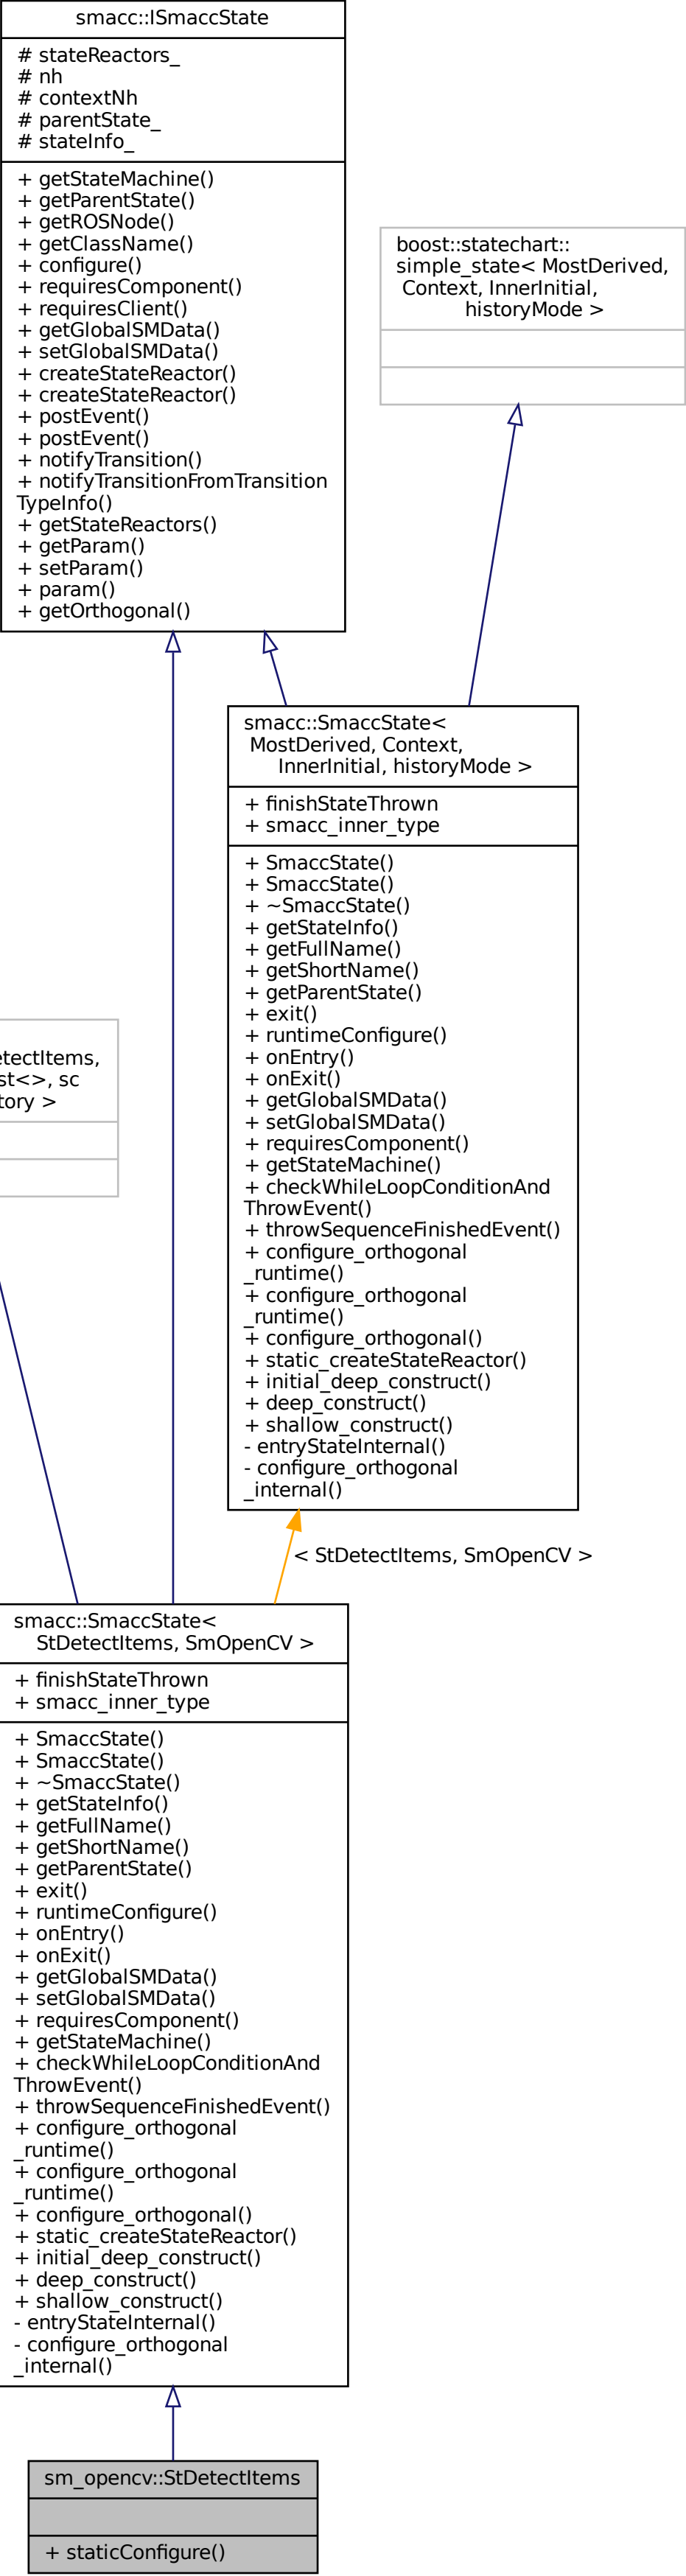 smacc::ISmaccState
# stateReactors_
# nh
# contextNh
# parentState_
# stateInfo_
+ getStateMachine()
+ getParentState()
+ getROSNode()
+ getClassName()
+ configure()
+ requiresComponent()
+ requiresClient()
+ getGlobalSMData()
+ setGlobalSMData()
+ createStateReactor()
+ createStateReactor()
+ postEvent()
+ postEvent()
+ notifyTransition()
+ notifyTransitionFromTransition
TypeInfo()
+ getStateReactors()
+ getParam()
+ setParam()
+ param()
+ getOrthogonal()
boost::statechart::
simple_state< MostDerived,
Context, InnerInitial,
historyMode >
smacc::SmaccState<
MostDerived, Context,
InnerInitial, historyMode >
+ finishStateThrown
+ smacc_inner_type
+ SmaccState()
+ SmaccState()
+ ~SmaccState()
+ getStateInfo()
+ getFullName()
+ getShortName()
+ getParentState()
+ exit()
+ runtimeConfigure()
+ onEntry()
+ onExit()
+ getGlobalSMData()
+ setGlobalSMData()
+ requiresComponent()
+ getStateMachine()
+ checkWhileLoopConditionAnd
ThrowEvent()
+ throwSequenceFinishedEvent()
+ configure_orthogonal
_runtime()
+ configure_orthogonal
_runtime()
+ configure_orthogonal()
+ static_createStateReactor()
+ initial_deep_construct()
+ deep_construct()
+ shallow_construct()
- entryStateInternal()
- configure_orthogonal
_internal()
etectItems,
st<>, sc
tory >
< StDetectItems, SmOpenCV >
smacc::SmaccState<
StDetectItems, SmOpenCV >
+ finishStateThrown
+ smacc_inner_type
+ SmaccState()
+ SmaccState()
+ ~SmaccState()
+ getStateInfo()
+ getFullName()
+ getShortName()
+ getParentState()
+ exit()
+ runtimeConfigure()
+ onEntry()
+ onExit()
+ getGlobalSMData()
+ setGlobalSMData()
+ requiresComponent()
+ getStateMachine()
+ checkWhileLoopConditionAnd
ThrowEvent()
+ throwSequenceFinishedEvent()
+ configure_orthogonal
_runtime()
+ configure_orthogonal
_runtime()
+ configure_orthogonal()
+ static_createStateReactor()
+ initial_deep_construct()
+ deep_construct()
+ shallow_construct()
- entryStateInternal()
- configure_orthogonal
_internal()
sm_opencv::StDetectItems
+ staticConfigure()